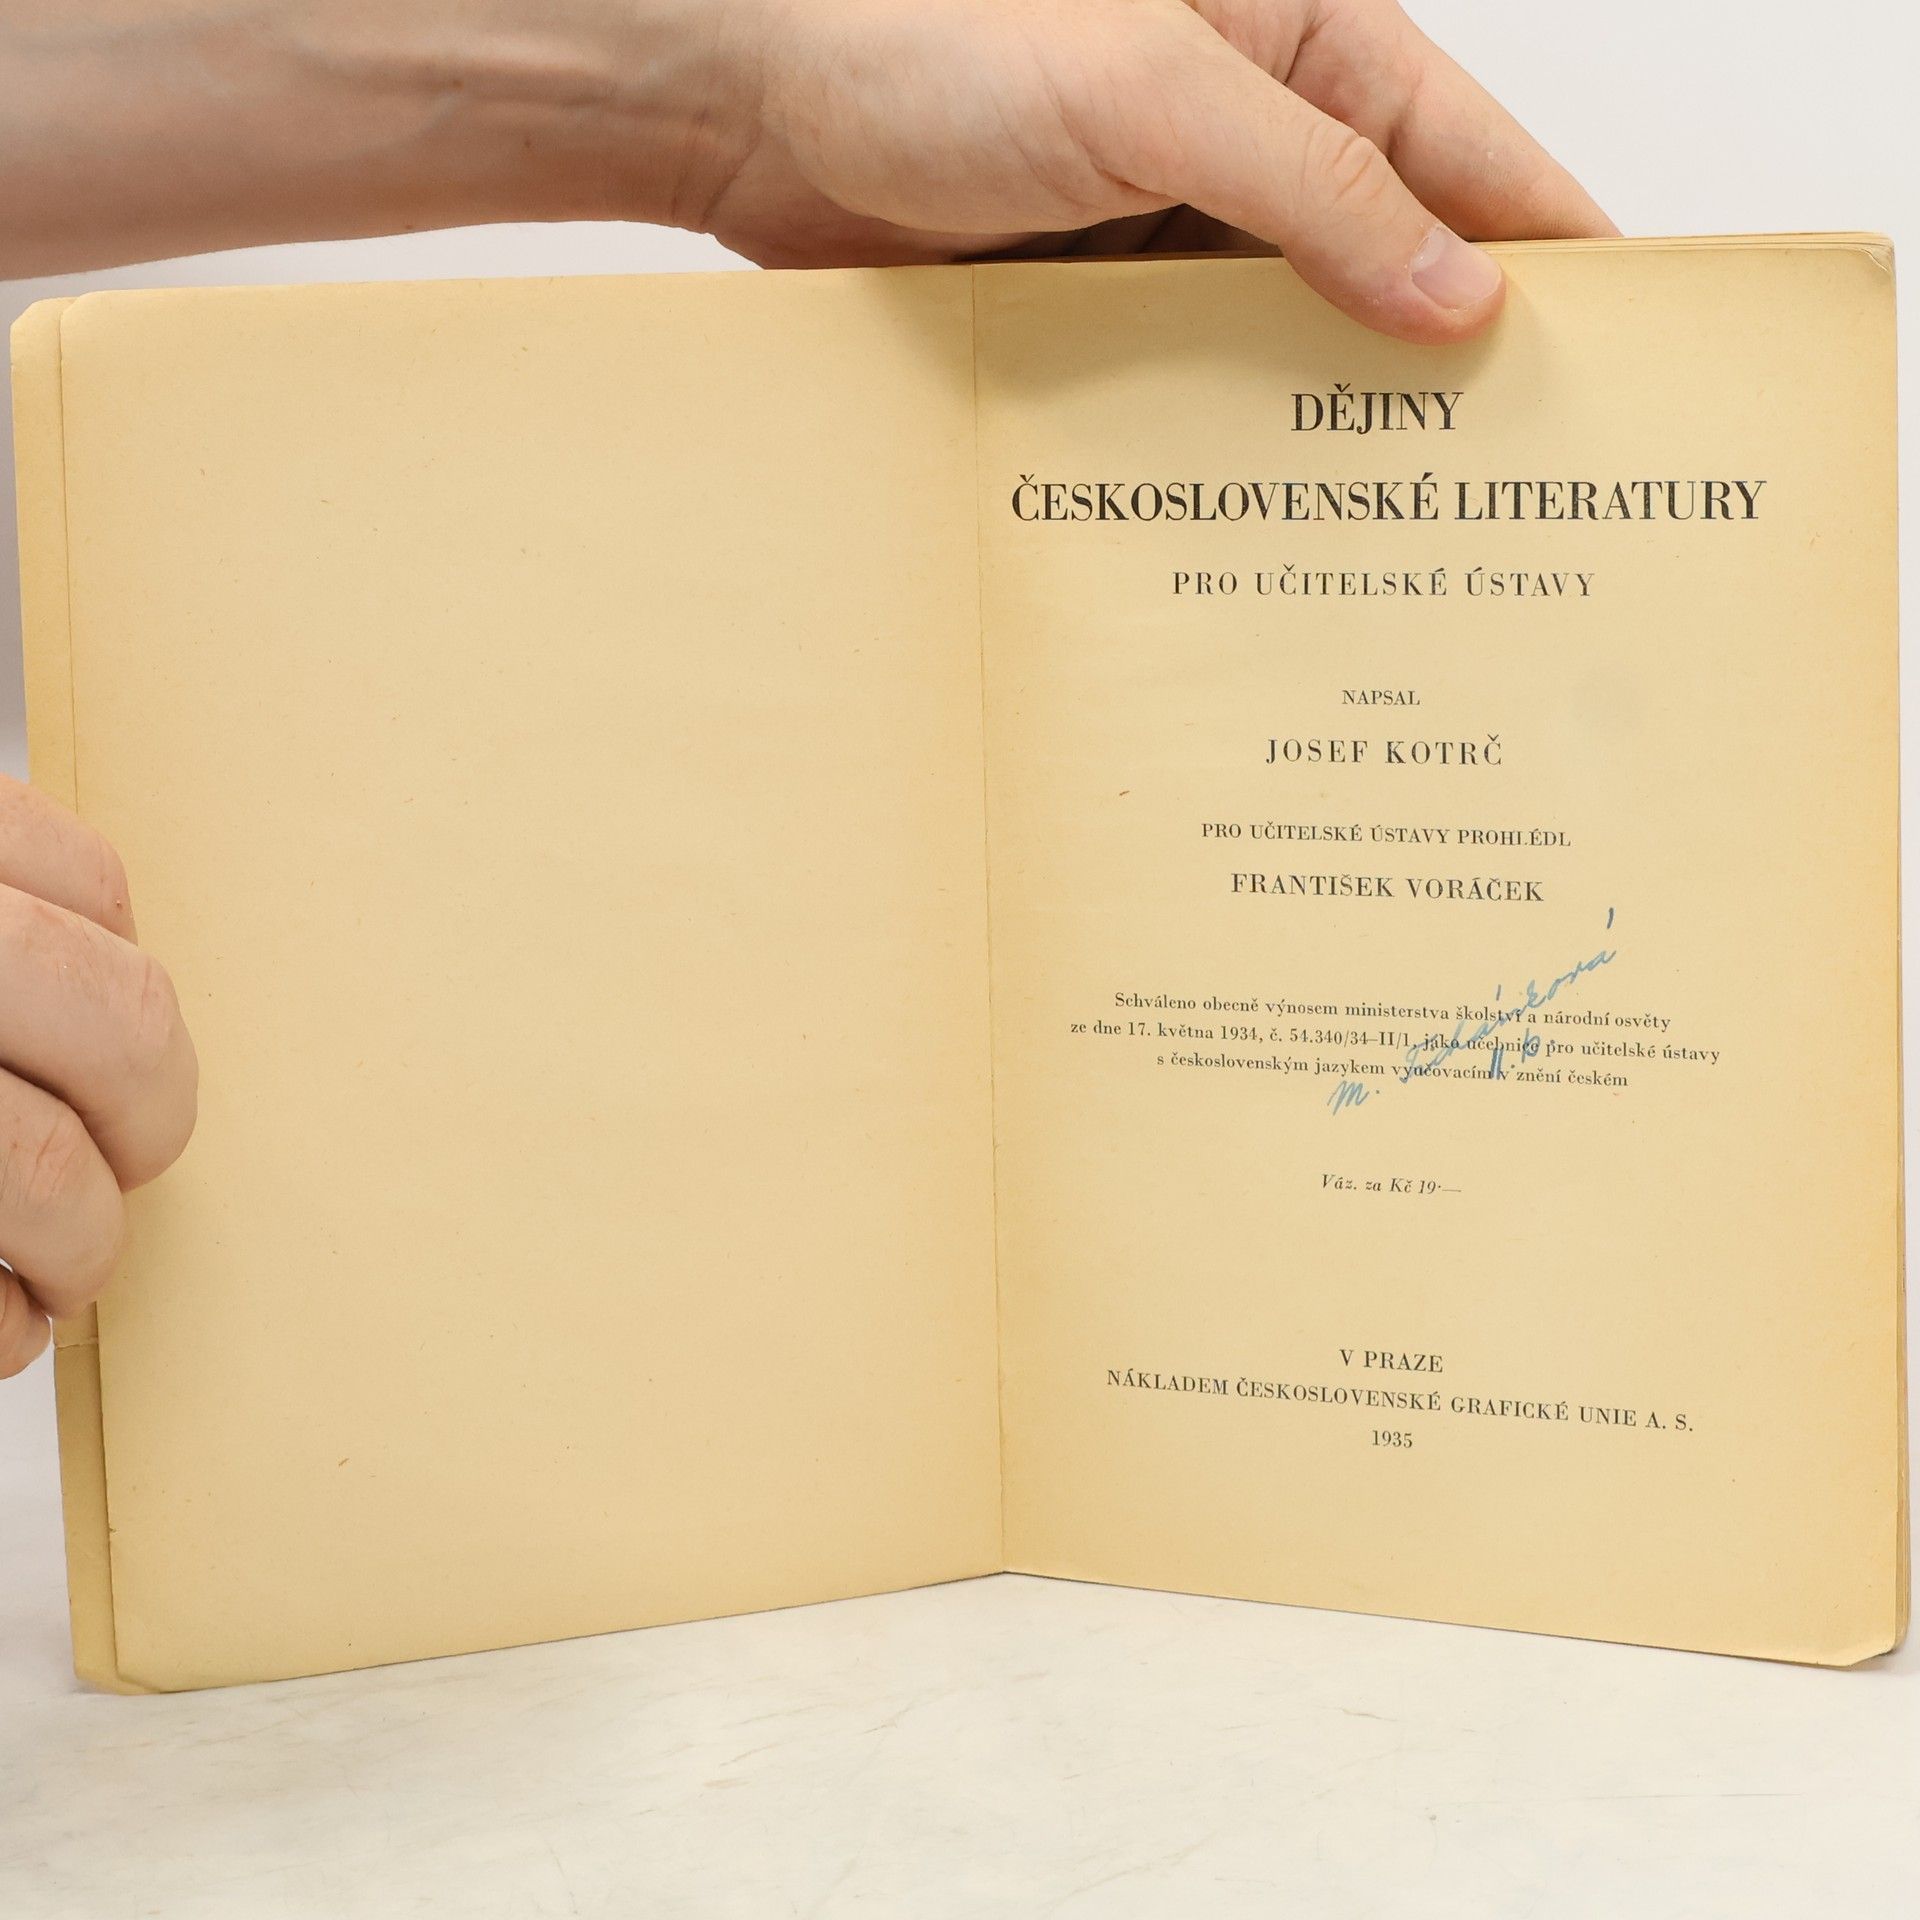 DĚJINY
ČESKOSLOVENSKÉ LITERATURY
PRO UČITELSKÉ ÚSTAVY
NAPSAL
JOSEF KOTRČ
PRO UČITELSKÉ ÚSTAVY PROHLÉDL
FRANTIŠEK VORÁČEK
Schváleno obecně výnosem ministerstva školství a národní osvěty
ze dne 17. května 1934, č. 54.340/34–II/1, jako učebnice pro učitelské ústavy
s československým jazykem vyučovacím v znění českém
M.
II. b.
Váz. za Kč 19·—
V PRAZE
NÁKLADEM ČESKOSLOVENSKÉ GRAFICKÉ UNIE A. S.
1935